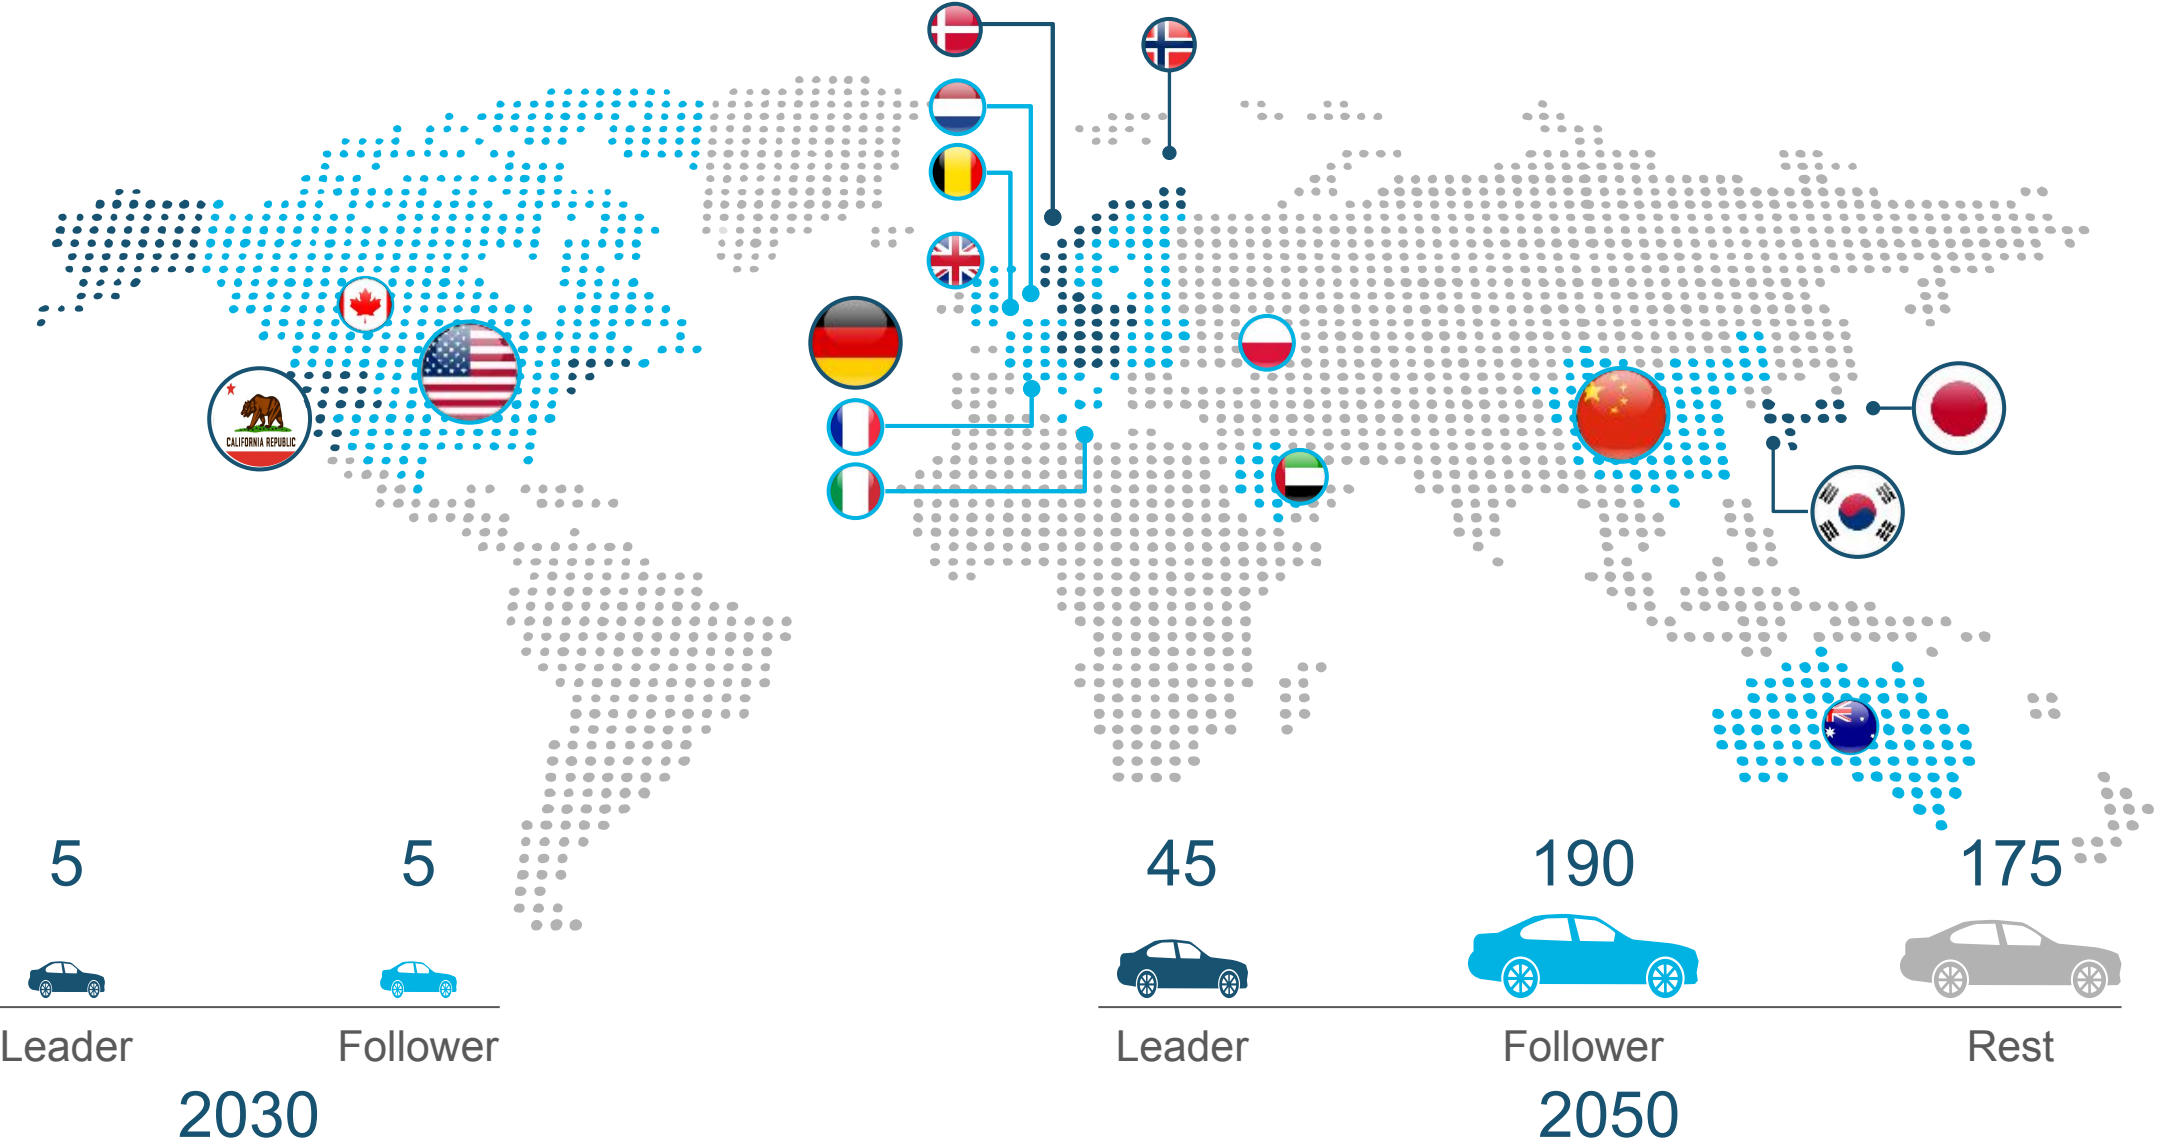 CALIFORNIA REPUBLIC
5
5
45
190
175
Leader
Follower
Leader
Follower
Rest
2030
2050